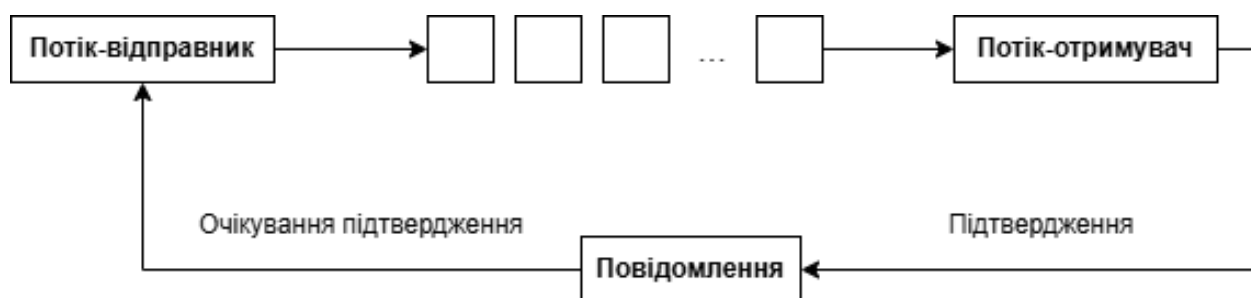 Потік-відправник
...
Потік-отримувач
Очікування підтвердження
Підтвердження
Повідомлення